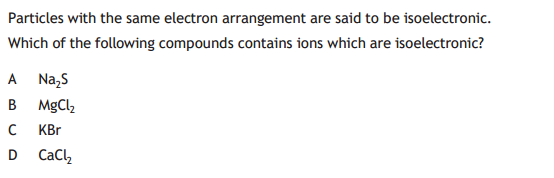 Particles with the same electron arrangement are said to be isoelectronic.
Which of the following compounds contains ions which are isoelectronic?
A Na₂S
B MgCl₂
C KBr
D CaCl₂